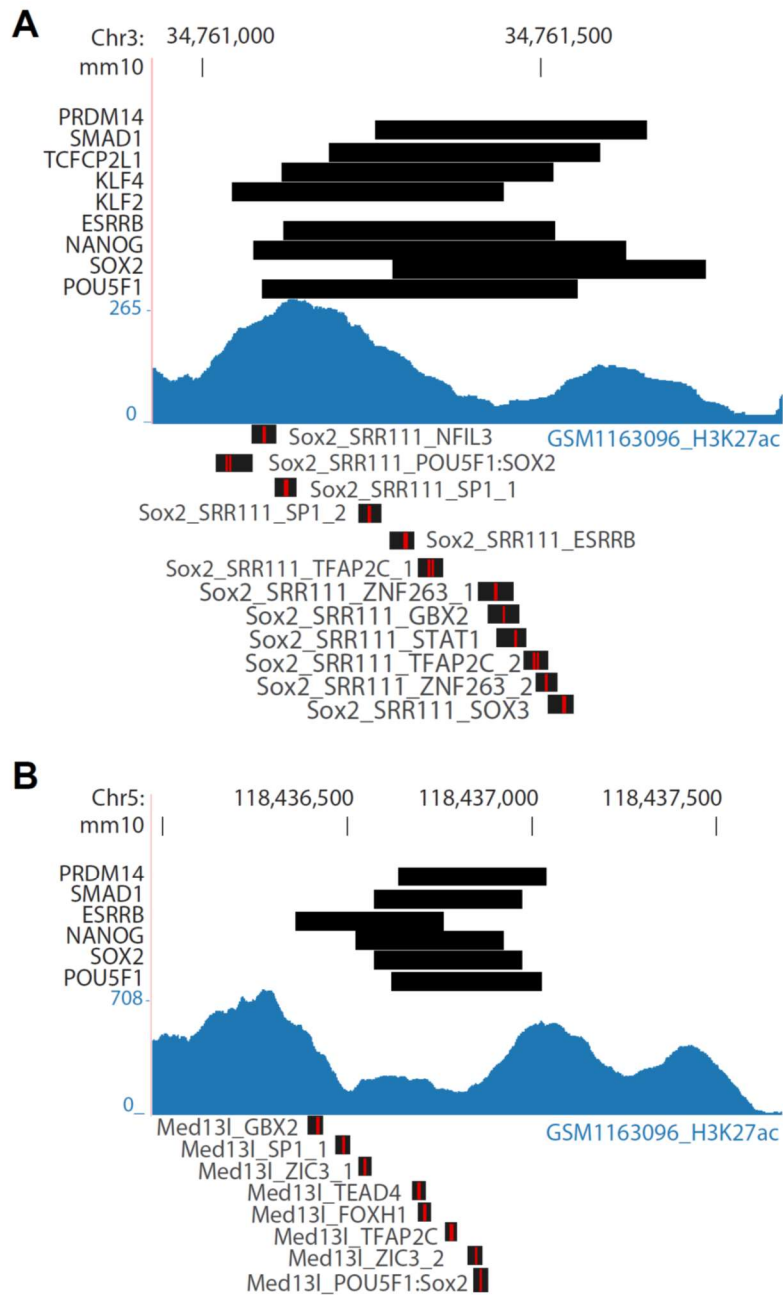 A
Chr3: 34,761,000 34,761,500
mm10
PRDM14
SMAD1
TCFCP2L1
KLF4
KLF2
ESRRB
NANOG
SOX2
POU5F1
265
0
GSM1163096_H3K27ac
Sox2_SRR111_NFIL3
Sox2_SRR111_POU5F1:SOX2
Sox2_SRR111_SP1_1
Sox2_SRR111_SP1_2
Sox2_SRR111_ESRRB
Sox2_SRR111_TFAP2C_1
Sox2_SRR111_ZNF263_1
Sox2_SRR111_GBX2
Sox2_SRR111_STAT1
Sox2_SRR111_TFAP2C_2
Sox2_SRR111_ZNF263_2
Sox2_SRR111_SOX3
B
Chr5: 118,436,500 118,437,000 118,437,500
mm10
PRDM14
SMAD1
ESRRB
NANOG
SOX2
POU5F1
708
0
GSM1163096_H3K27ac
Med13l_GBX2
Med13l_SP1_1
Med13l_ZIC3_1
Med13l_TEAD4
Med13l_FOXH1
Med13l_TFAP2C
Med13l_ZIC3_2
Med13l_POU5F1:Sox2